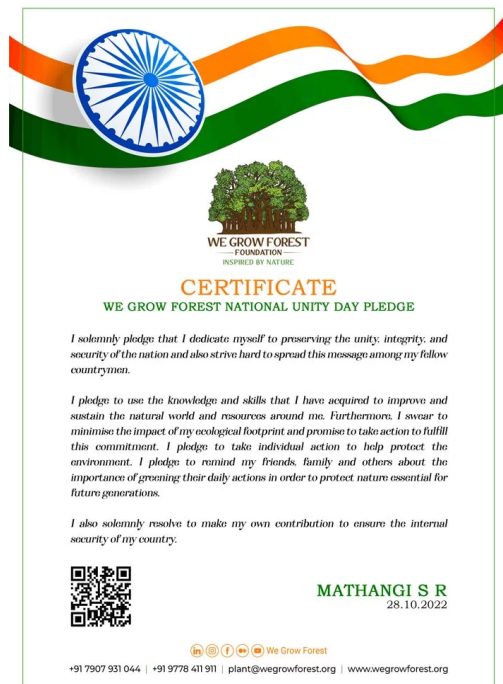 WE GROW FOREST
FOUNDATION
INSPIRED BY NATURE
CERTIFICATE
WE GROW FOREST NATIONAL UNITY DAY PLEDGE
I solemnly pledge that I dedicate myself to preserving the unity, integrity, and
security of the nation and also strive hard to spread this message among my fellow
countrymen.
I pledge to use the knowledge and skills that I have acquired to improve and
sustain the natural world and resources around me. Furthermore, I swear to
minimise the impact of my ecological footprint and promise to take action to fulfill
this commitment. I pledge to take individual action to help protect the
environment. I pledge to remind my friends, family and others about the
importance of greening their daily actions in order to protect nature essential for
future generations.
I also solemnly resolve to make my own contribution to ensure the internal
security of my country.
MATHANGI S R
28.10.2022
We Grow Forest
+91 7907 931 044 | +91 9778 411 911 | plant@wegrowforest.org | www.wegrowforest.org